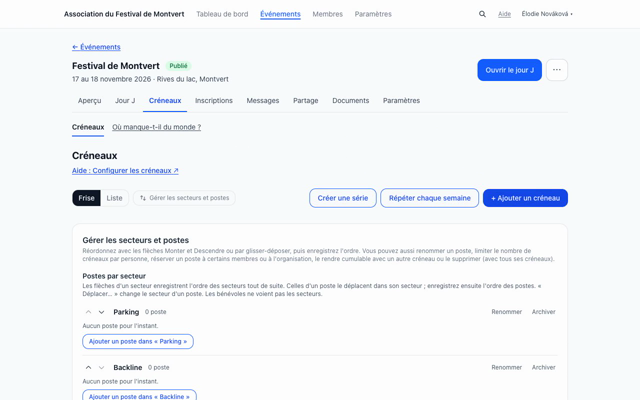 Association du Festival de Montvert Tableau de bord Événements Membres Paramètres Aide Élodie Nováková
← Événements
Festival de Montvert Publié
17 au 18 novembre 2026 · Rives du lac, Montvert
Ouvrir le jour J ...
Aperçu Jour J Créneaux Inscriptions Messages Partage Documents Paramètres
Créneaux Où manque-t-il du monde ?
Créneaux
Aide : Configurer les créneaux ↗
Frise Liste Gérer les secteurs et postes Créer une série Répéter chaque semaine + Ajouter un créneau
Gérer les secteurs et postes
Réordonnez avec les flèches Monter et Descendre ou par glisser-déposer, puis enregistrez l'ordre. Vous pouvez aussi renommer un poste, limiter le nombre de
créneaux par personne, réserver un poste à certains membres ou à l'organisation, le rendre cumulable avec un autre créneau ou le supprimer (avec tous ses créneaux).
Postes par secteur
Les flèches d'un secteur enregistrent l'ordre des secteurs tout de suite. Celles d'un poste le déplacent dans son secteur ; enregistrez ensuite l'ordre des postes. «
Déplacer... » change le secteur d'un poste. Les bénévoles ne voient pas les secteurs.
Parking 0 poste Renommer Archiver
Aucun poste pour l'instant.
Ajouter un poste dans « Parking »
Backline 0 poste Renommer Archiver
Aucun poste pour l'instant.
Ajouter un poste dans « Backline »